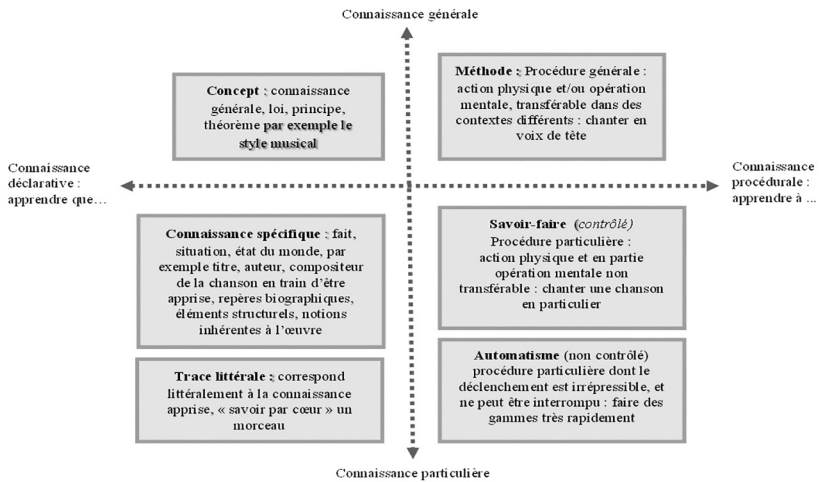 Connaissance générale
Concept : connaissance
générale, loi, principe,
théorème par exemple le
style musical
Méthode : Procédure générale :
action physique et/ou opération
mentale, transférable dans des
contextes différents : chanter en
voix de tête
Connaissance
déclarative :
apprendre que…
Connaissance
procédurale :
apprendre à ...
Connaissance spécifique : fait,
situation, état du monde, par
exemple titre, auteur, compositeur
de la chanson en train d’être
apprise, repères biographiques,
éléments structurels, notions
inhérentes à l’œuvre
Savoir-faire (contrôlé)
Procédure particulière :
action physique et en partie
opération mentale non
transférable : chanter une chanson
en particulier
Trace littérale : correspond
littéralement à la connaissance
apprise, « savoir par cœur » un
morceau
Automatisme (non contrôlé)
procédure particulière dont le
déclenchement est irrépressible, et
ne peut être interrompu : faire des
gammes très rapidement
Connaissance particulière